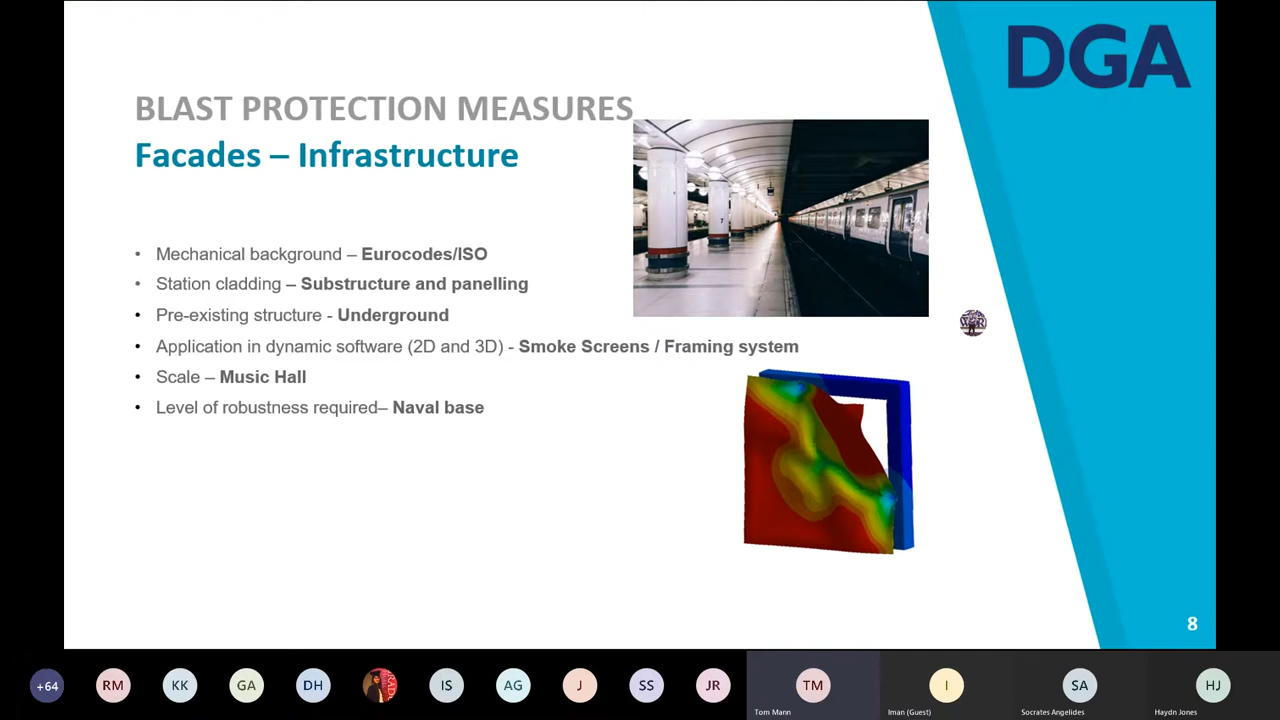 DGA
BLAST PROTECTION MEASURES
Facades – Infrastructure
• Mechanical background – Eurocodes/ISO
• Station cladding – Substructure and panelling
• Pre-existing structure - Underground
• Application in dynamic software (2D and 3D) - Smoke Screens / Framing system
• Scale – Music Hall
• Level of robustness required– Naval base
7
8
+64
RM
KK
GA
DH
IS
AG
J
SS
JR
TM
Tom Mann
I
Iman (Guest)
SA
Socrates Angelides
HJ
Haydn Jones